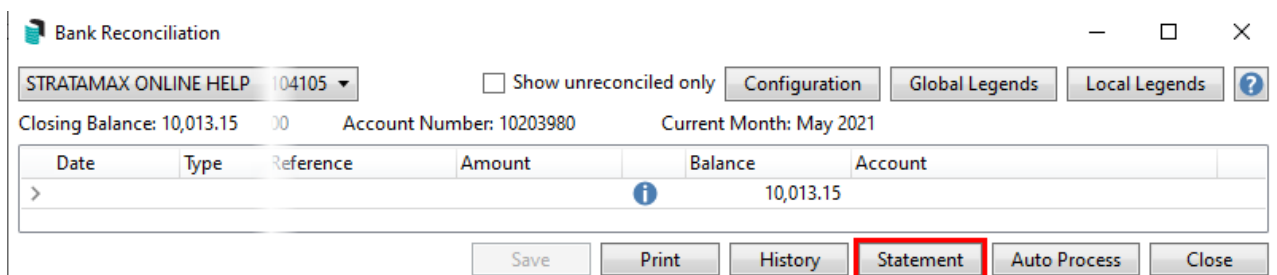 Bank Reconciliation
STRATAMAX ONLINE HELP 104105 Show unreconciled only Configuration Global Legends Local Legends ?
Closing Balance: 10,013.15 00 Account Number: 10203980 Current Month: May 2021
Date Type Reference Amount Balance Account
10,013.15
Save Print History Statement Auto Process Close